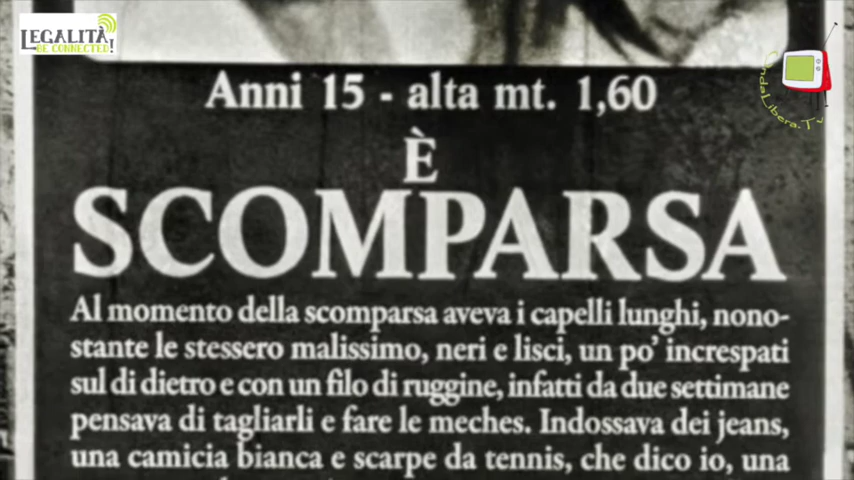 LEGALITÀ!
BE CONNECTED
CupelLibera.Tv
Anni 15 - alta mt. 1,60
È
SCOMPARSA
Al momento della scomparsa aveva i capelli lunghi, nono-
stante le stessero malissimo, neri e lisci, un po' increspati
sul di dietro e con un filo di ruggine, infatti da due settimane
pensava di tagliarli e fare le meches. Indossava dei jeans,
una camicia bianca e scarpe da tennis, che dico io, una